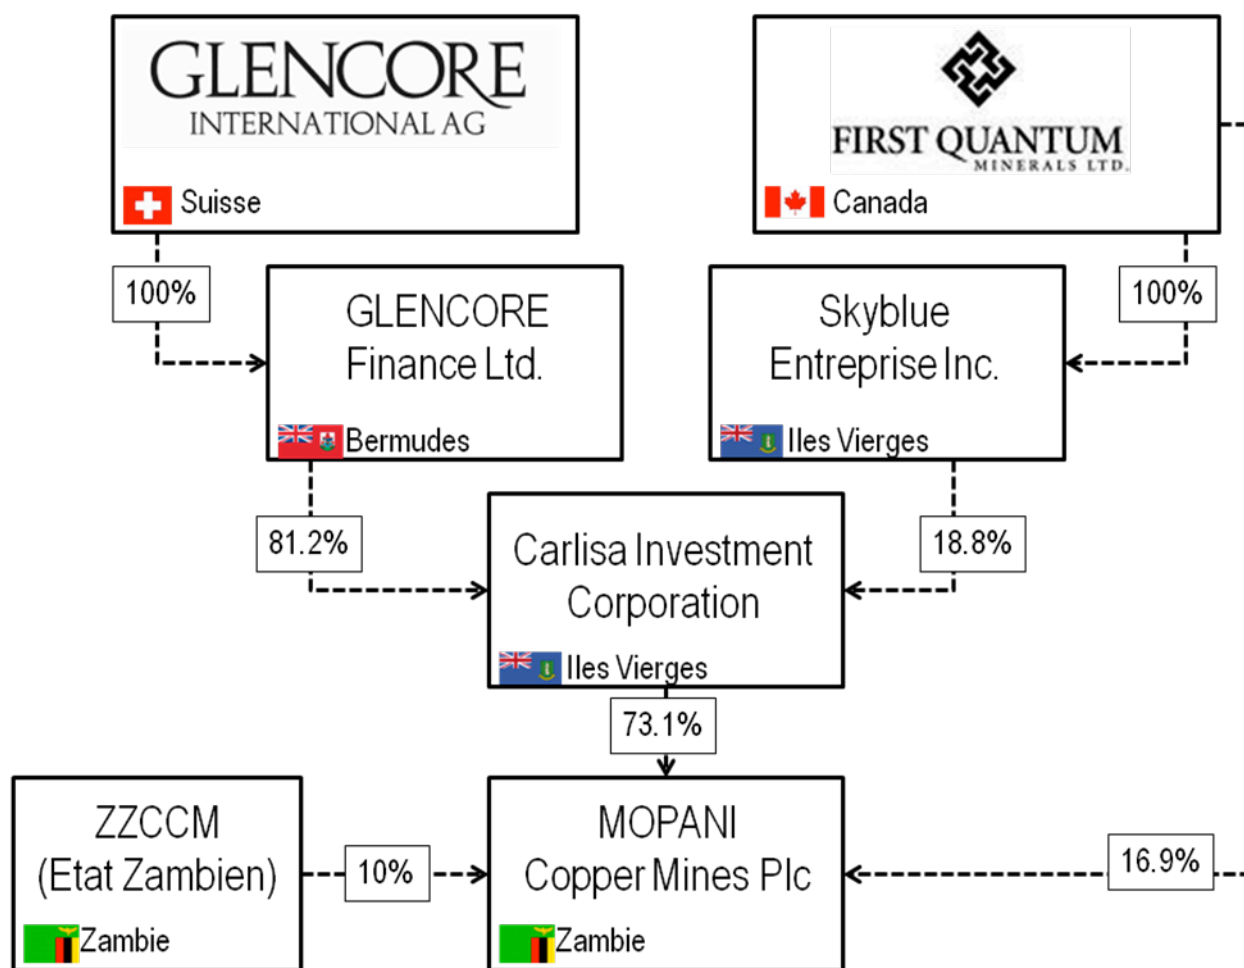 GLENCORE
INTERNATIONAL AG
Suisse
FIRST QUANTUM
MINERALS LTD.
Canada
100%
100%
GLENCORE
Finance Ltd.
Bermudes
Skyblue
Entreprise Inc.
Iles Vierges
81.2%
18.8%
Carlisa Investment
Corporation
Iles Vierges
73.1%
ZZCCM
(Etat Zambien)
Zambie
10%
MOPANI
Copper Mines Plc
Zambie
16.9%